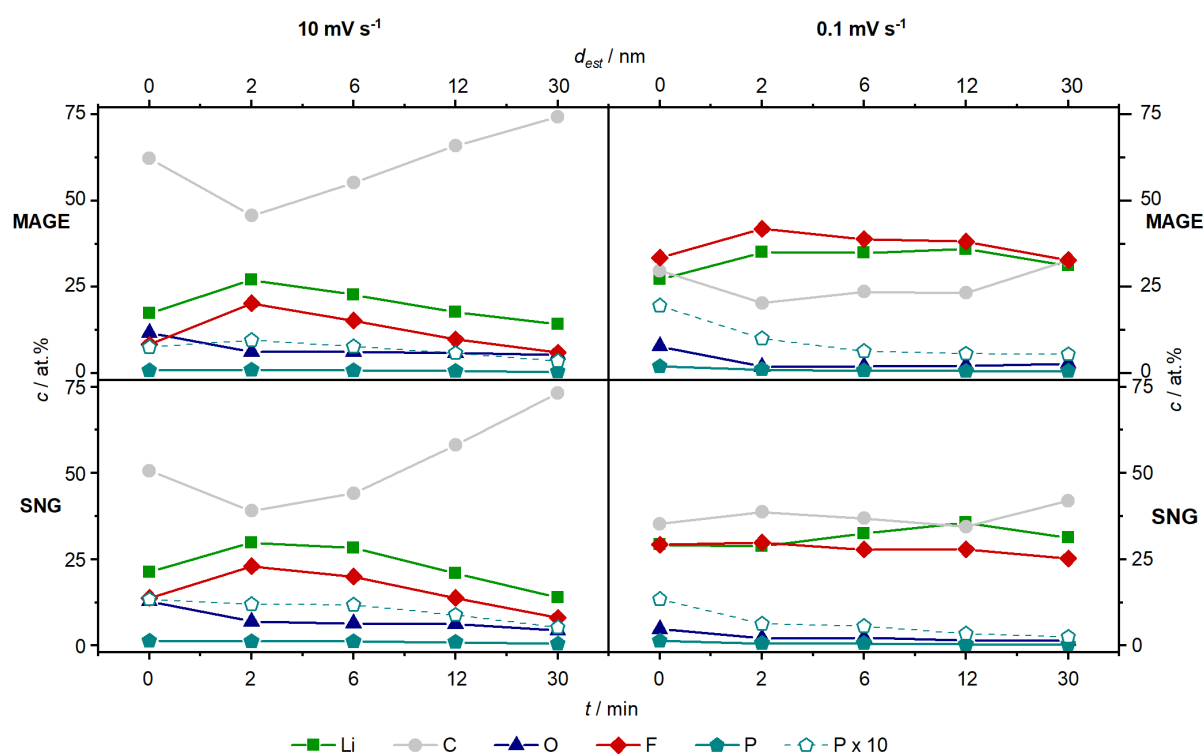 10 mV s⁻¹ 0.1 mV s⁻¹
d_est / nm
0 2 6 12 30 0 2 6 12 30
75 75
50 50
MAGE MAGE
25 25
0 0
c / at.% c / at.%
75 75
50 50
SNG SNG
25 25
0 0
0 2 6 12 30 0 2 6 12 30
t / min
Li C O F P P x 10